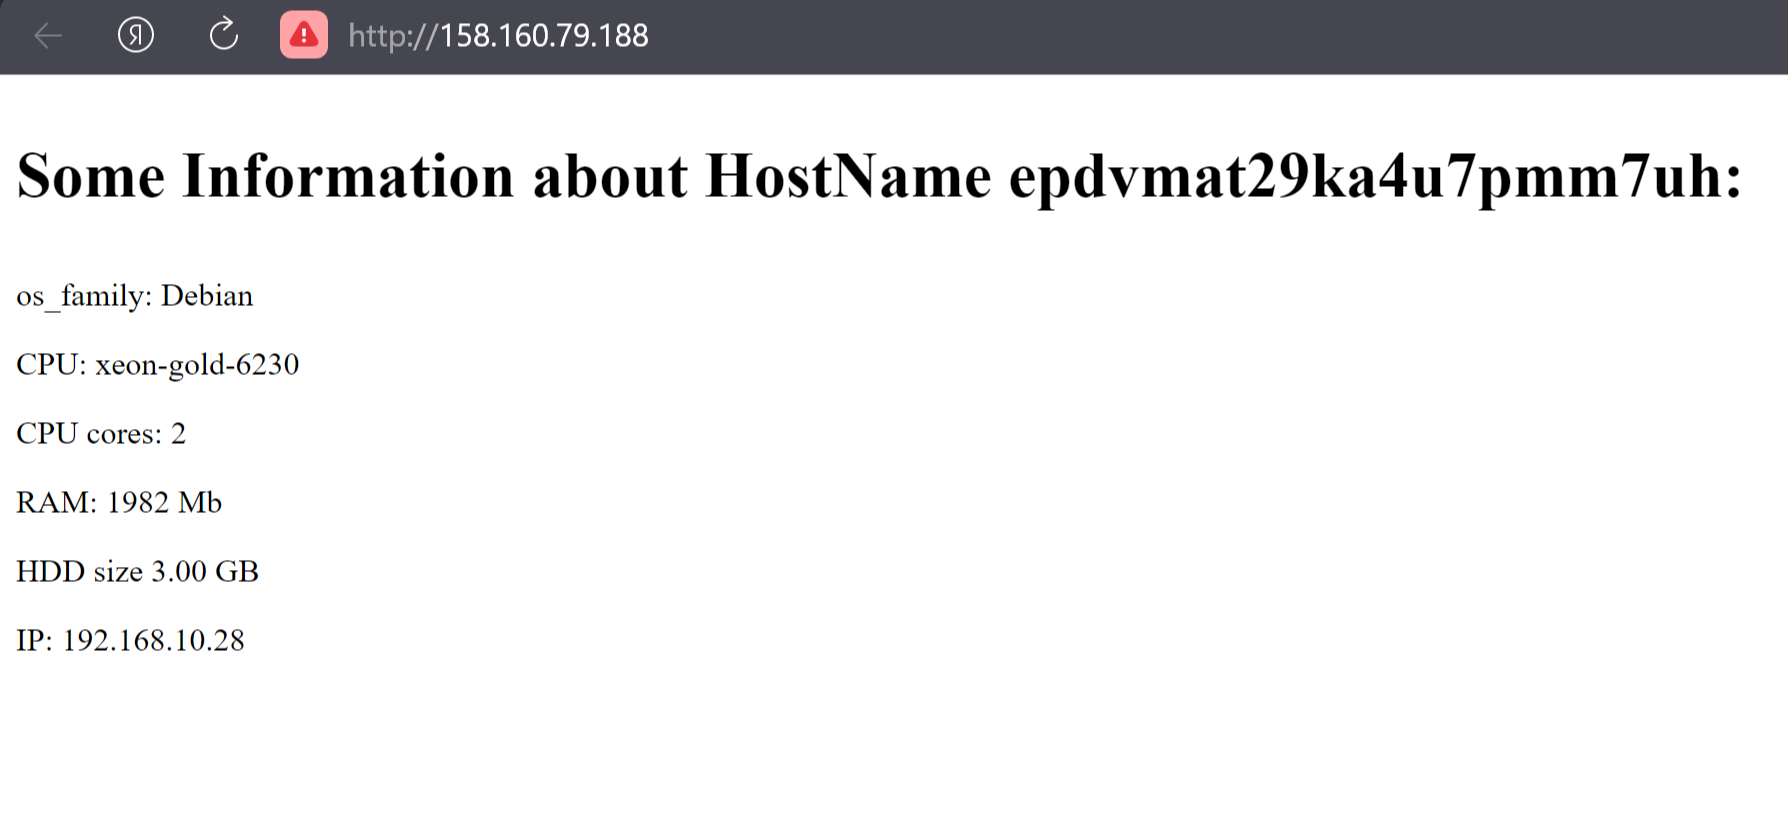 Я
http://158.160.79.188
Some Information about HostName epdvmat29ka4u7pmm7uh:
os_family: Debian
CPU: xeon-gold-6230
CPU cores: 2
RAM: 1982 Mb
HDD size 3.00 GB
IP: 192.168.10.28